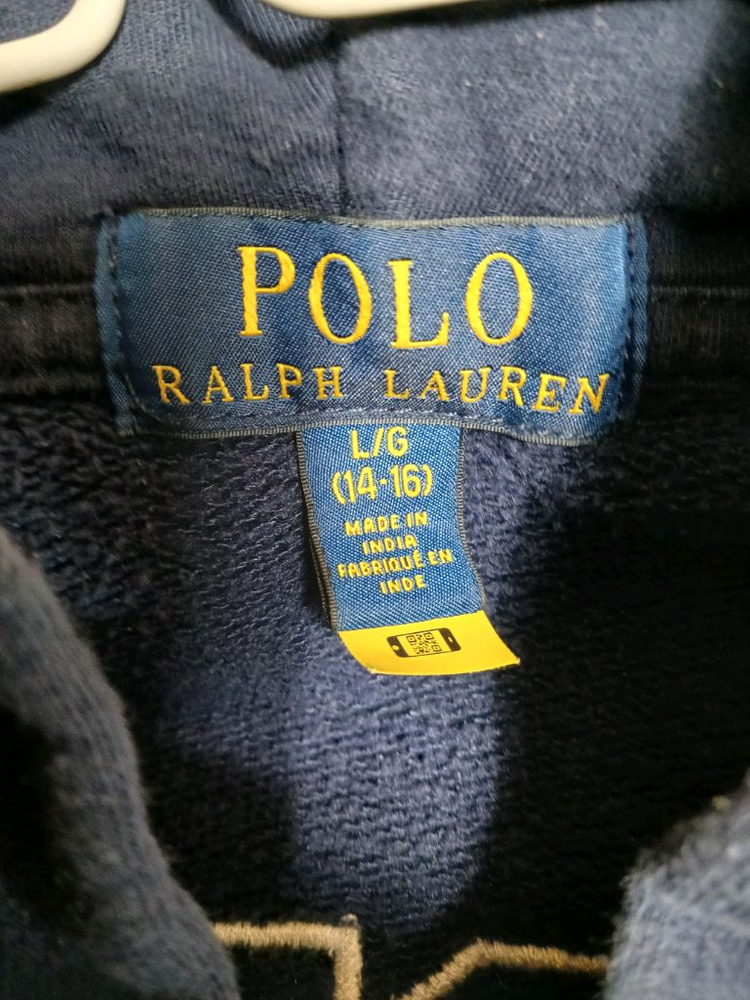 POLO
RALPH LAUREN
L/G
(14-16)
MADE IN
INDIA
FABRIQUÉ EN
INDE